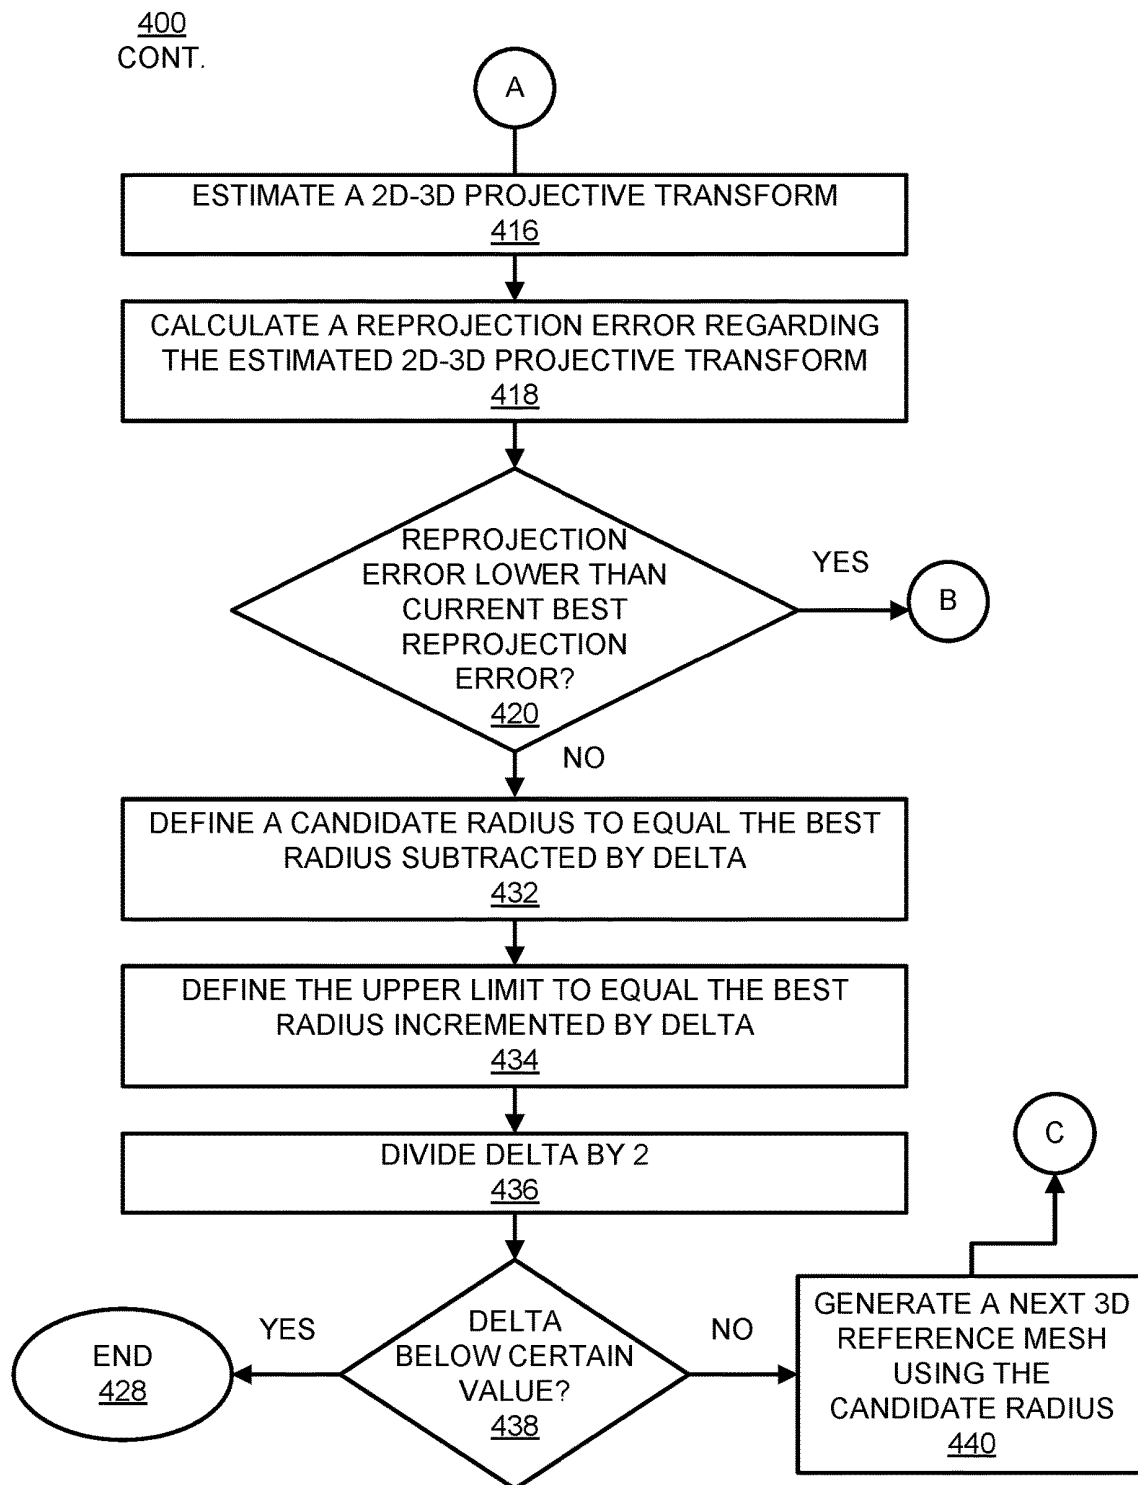 400
CONT.
A
ESTIMATE A 2D-3D PROJECTIVE TRANSFORM
416
CALCULATE A REPROJECTION ERROR REGARDING
THE ESTIMATED 2D-3D PROJECTIVE TRANSFORM
418
REPROJECTION
ERROR LOWER THAN
CURRENT BEST
REPROJECTION
ERROR?
420
YES
B
NO
DEFINE A CANDIDATE RADIUS TO EQUAL THE BEST
RADIUS SUBTRACTED BY DELTA
432
DEFINE THE UPPER LIMIT TO EQUAL THE BEST
RADIUS INCREMENTED BY DELTA
434
DIVIDE DELTA BY 2
436
DELTA
BELOW CERTAIN
VALUE?
438
YES
END
428
NO
GENERATE A NEXT 3D
REFERENCE MESH
USING THE
CANDIDATE RADIUS
440
C